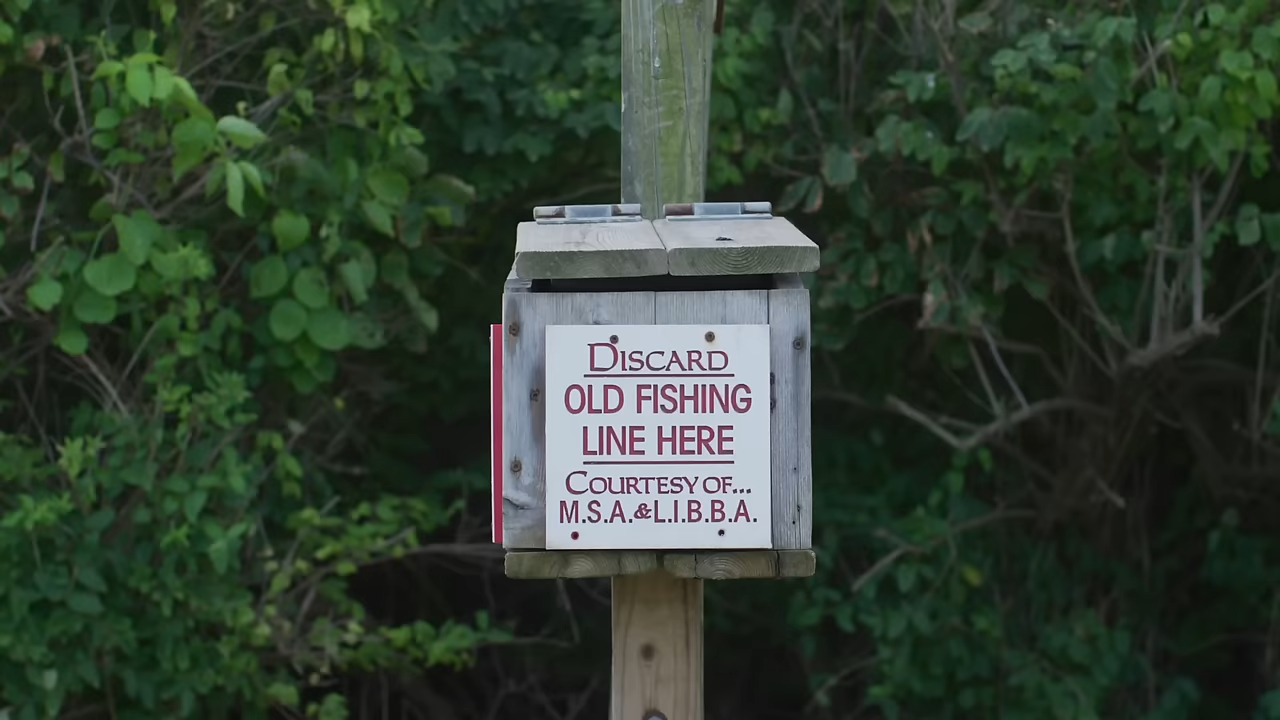 DISCARD
OLD FISHING
LINE HERE
COURTESY OF...
M.S.A.&L.I.B.B.A.